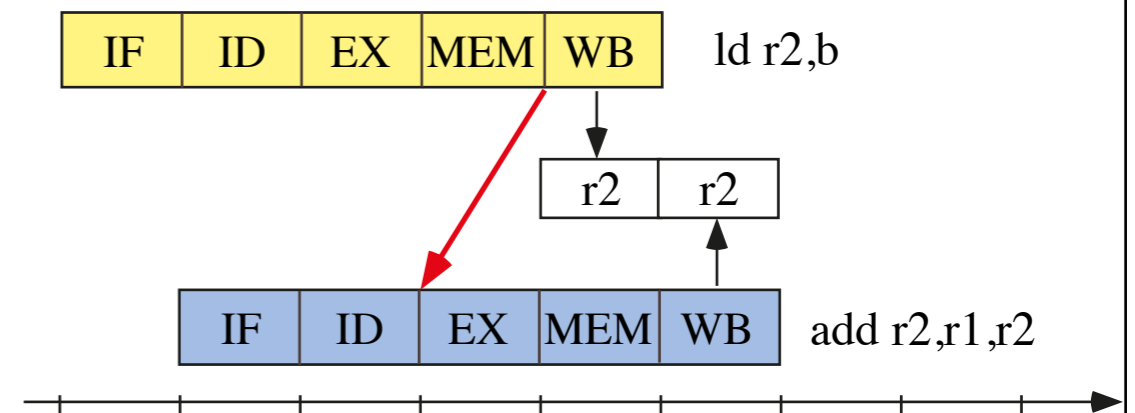 IF ID EX MEM WB ld r2,b
r2 r2
IF ID EX MEM WB add r2,r1,r2